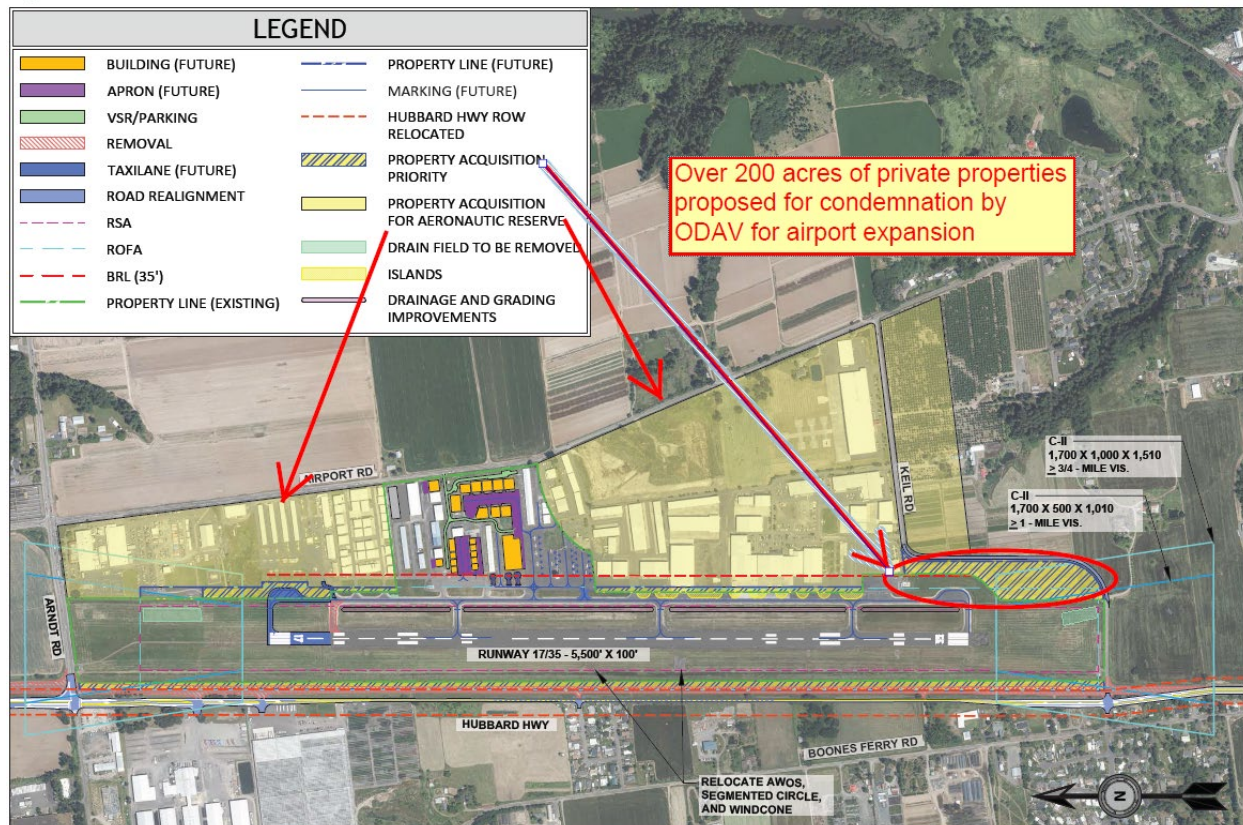 LEGEND
BUILDING (FUTURE)
APRON (FUTURE)
VSR/PARKING
REMOVAL
TAXILANE (FUTURE)
ROAD REALIGNMENT
RSA
ROFA
BRL (35')
PROPERTY LINE (EXISTING)
PROPERTY LINE (FUTURE)
MARKING (FUTURE)
HUBBARD HWY ROW
RELOCATED
PROPERTY ACQUISITION
PRIORITY
PROPERTY ACQUISITION
FOR AERONAUTIC RESERVE
DRAIN FIELD TO BE REMOVED
ISLANDS
DRAINAGE AND GRADING
IMPROVEMENTS
Over 200 acres of private properties
proposed for condemnation by
ODAV for airport expansion
AIRPORT RD
KEIL RD
C-II
1,700 X 1,000 X 1,510
> 3/4 - MILE VIS.
C-II
1,700 X 500 X 1,010
> 1 - MILE VIS.
ARNDT RD
17
35
RUNWAY 17/35 - 5,500' X 100'
HUBBARD HWY
BOONES FERRY RD
RELOCATE AWOS,
SEGMENTED CIRCLE,
AND WINDCONE
N